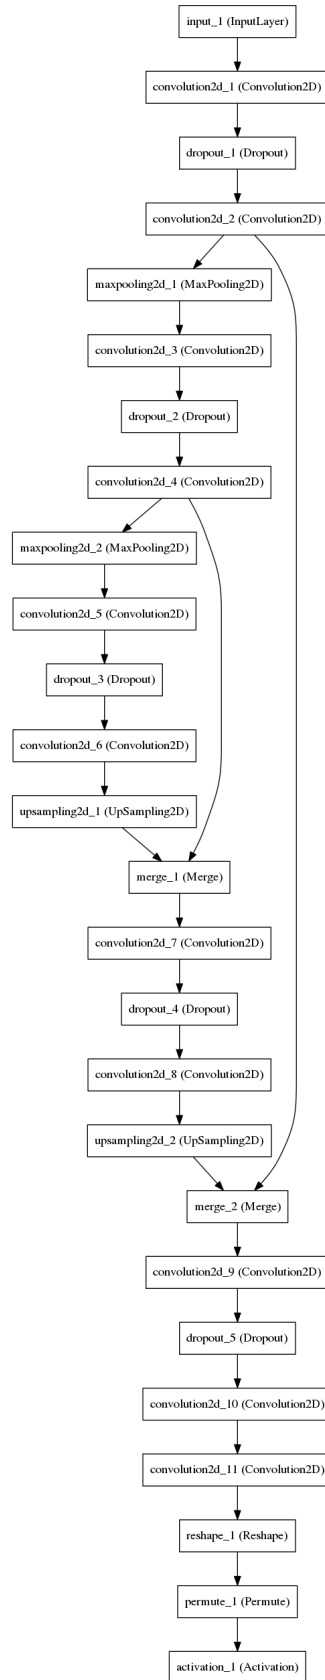 input_1 (InputLayer)
convolution2d_1 (Convolution2D)
dropout_1 (Dropout)
convolution2d_2 (Convolution2D)
maxpooling2d_1 (MaxPooling2D)
convolution2d_3 (Convolution2D)
dropout_2 (Dropout)
convolution2d_4 (Convolution2D)
maxpooling2d_2 (MaxPooling2D)
convolution2d_5 (Convolution2D)
dropout_3 (Dropout)
convolution2d_6 (Convolution2D)
upsampling2d_1 (UpSampling2D)
merge_1 (Merge)
convolution2d_7 (Convolution2D)
dropout_4 (Dropout)
convolution2d_8 (Convolution2D)
upsampling2d_2 (UpSampling2D)
merge_2 (Merge)
convolution2d_9 (Convolution2D)
dropout_5 (Dropout)
convolution2d_10 (Convolution2D)
convolution2d_11 (Convolution2D)
reshape_1 (Reshape)
permute_1 (Permute)
activation_1 (Activation)